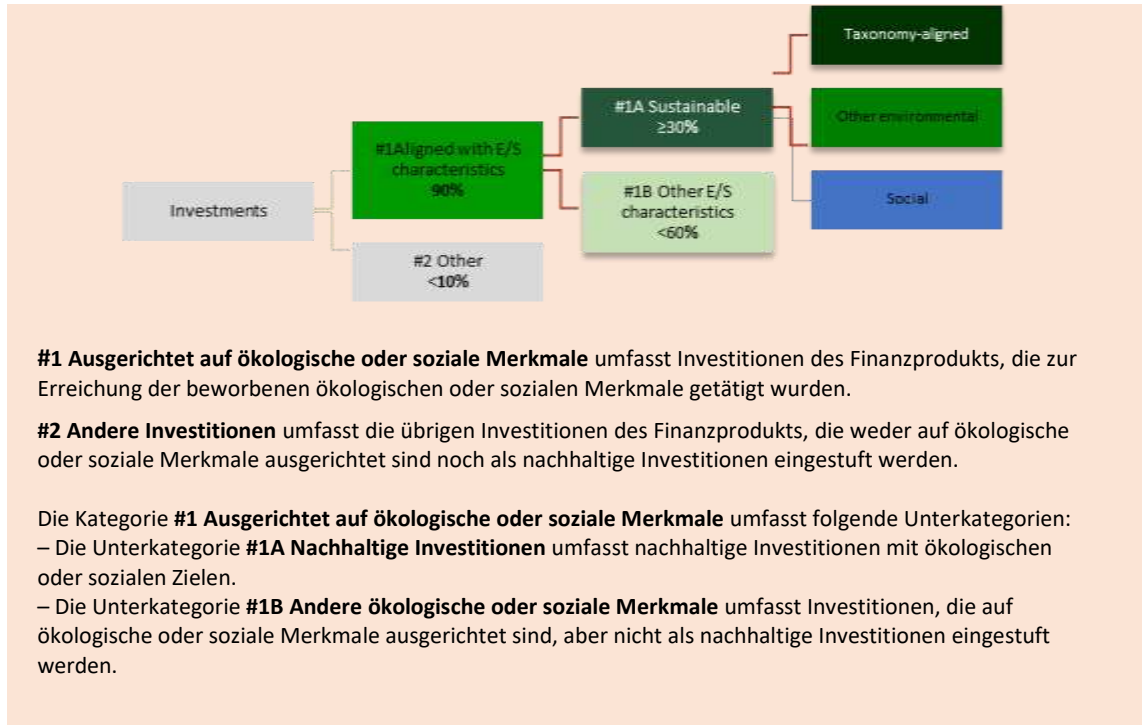 Taxonomy-aligned
#1A Sustainable
≥30%
Other environmental
#1Aligned with E/S
characteristics
90%
#1B Other E/S
characteristics
<60%
Social
Investments
#2 Other
<10%
#1 Ausgerichtet auf ökologische oder soziale Merkmale umfasst Investitionen des Finanzprodukts, die zur
Erreichung der beworbenen ökologischen oder sozialen Merkmale getätigt wurden.
#2 Andere Investitionen umfasst die übrigen Investitionen des Finanzprodukts, die weder auf ökologische
oder soziale Merkmale ausgerichtet sind noch als nachhaltige Investitionen eingestuft werden.
Die Kategorie #1 Ausgerichtet auf ökologische oder soziale Merkmale umfasst folgende Unterkategorien:
– Die Unterkategorie #1A Nachhaltige Investitionen umfasst nachhaltige Investitionen mit ökologischen
oder sozialen Zielen.
– Die Unterkategorie #1B Andere ökologische oder soziale Merkmale umfasst Investitionen, die auf
ökologische oder soziale Merkmale ausgerichtet sind, aber nicht als nachhaltige Investitionen eingestuft
werden.